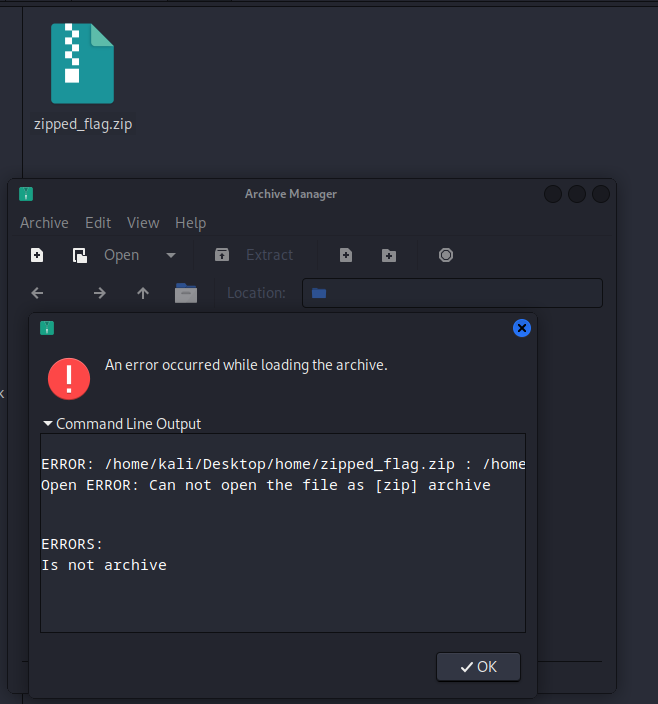 zipped_flag.zip
Archive Manager
Archive Edit View Help
Open Extract
Location:
An error occurred while loading the archive.
Command Line Output
ERROR: /home/kali/Desktop/home/zipped_flag.zip : /home
Open ERROR: Can not open the file as [zip] archive
ERRORS:
Is not archive
OK